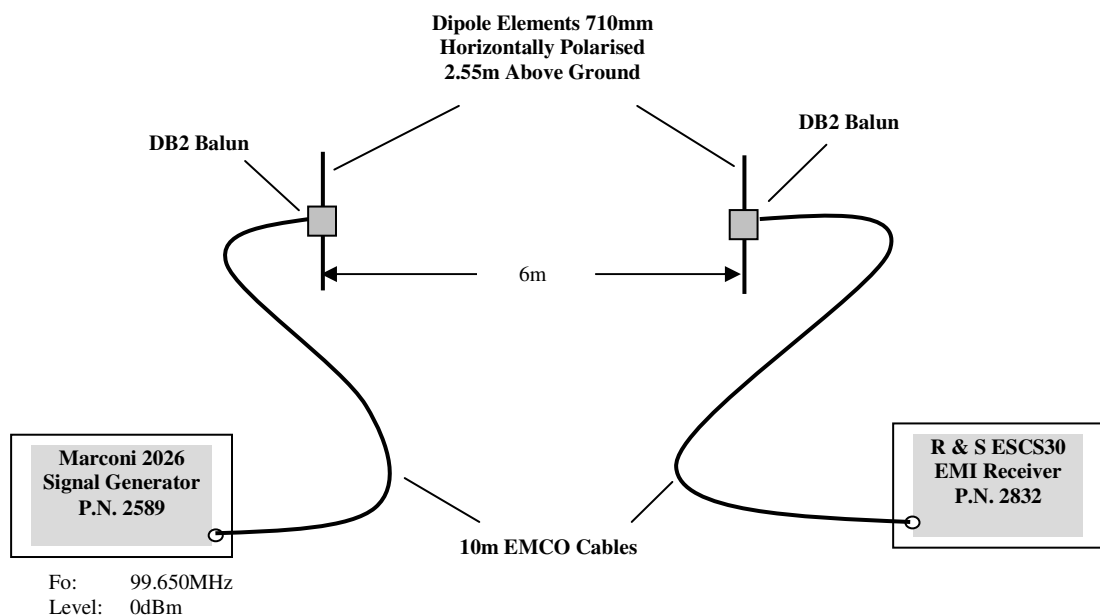 Dipole Elements 710mm
Horizontally Polarised
2.55m Above Ground
DB2 Balun
DB2 Balun
6m
Marconi 2026
Signal Generator
P.N. 2589
R & S ESCS30
EMI Receiver
P.N. 2832
10m EMCO Cables
Fo: 99.650MHz
Level: 0dBm